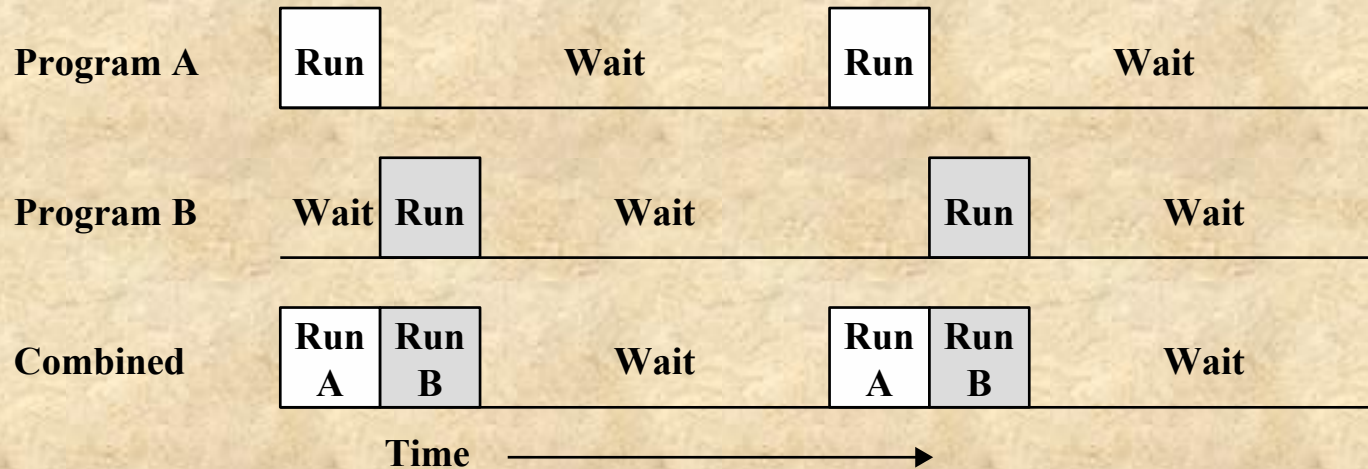 Program A Run Wait Run Wait
Program B Wait Run Wait Run Wait
Run Run Run Run
Combined Wait Wait
A B A B
Time